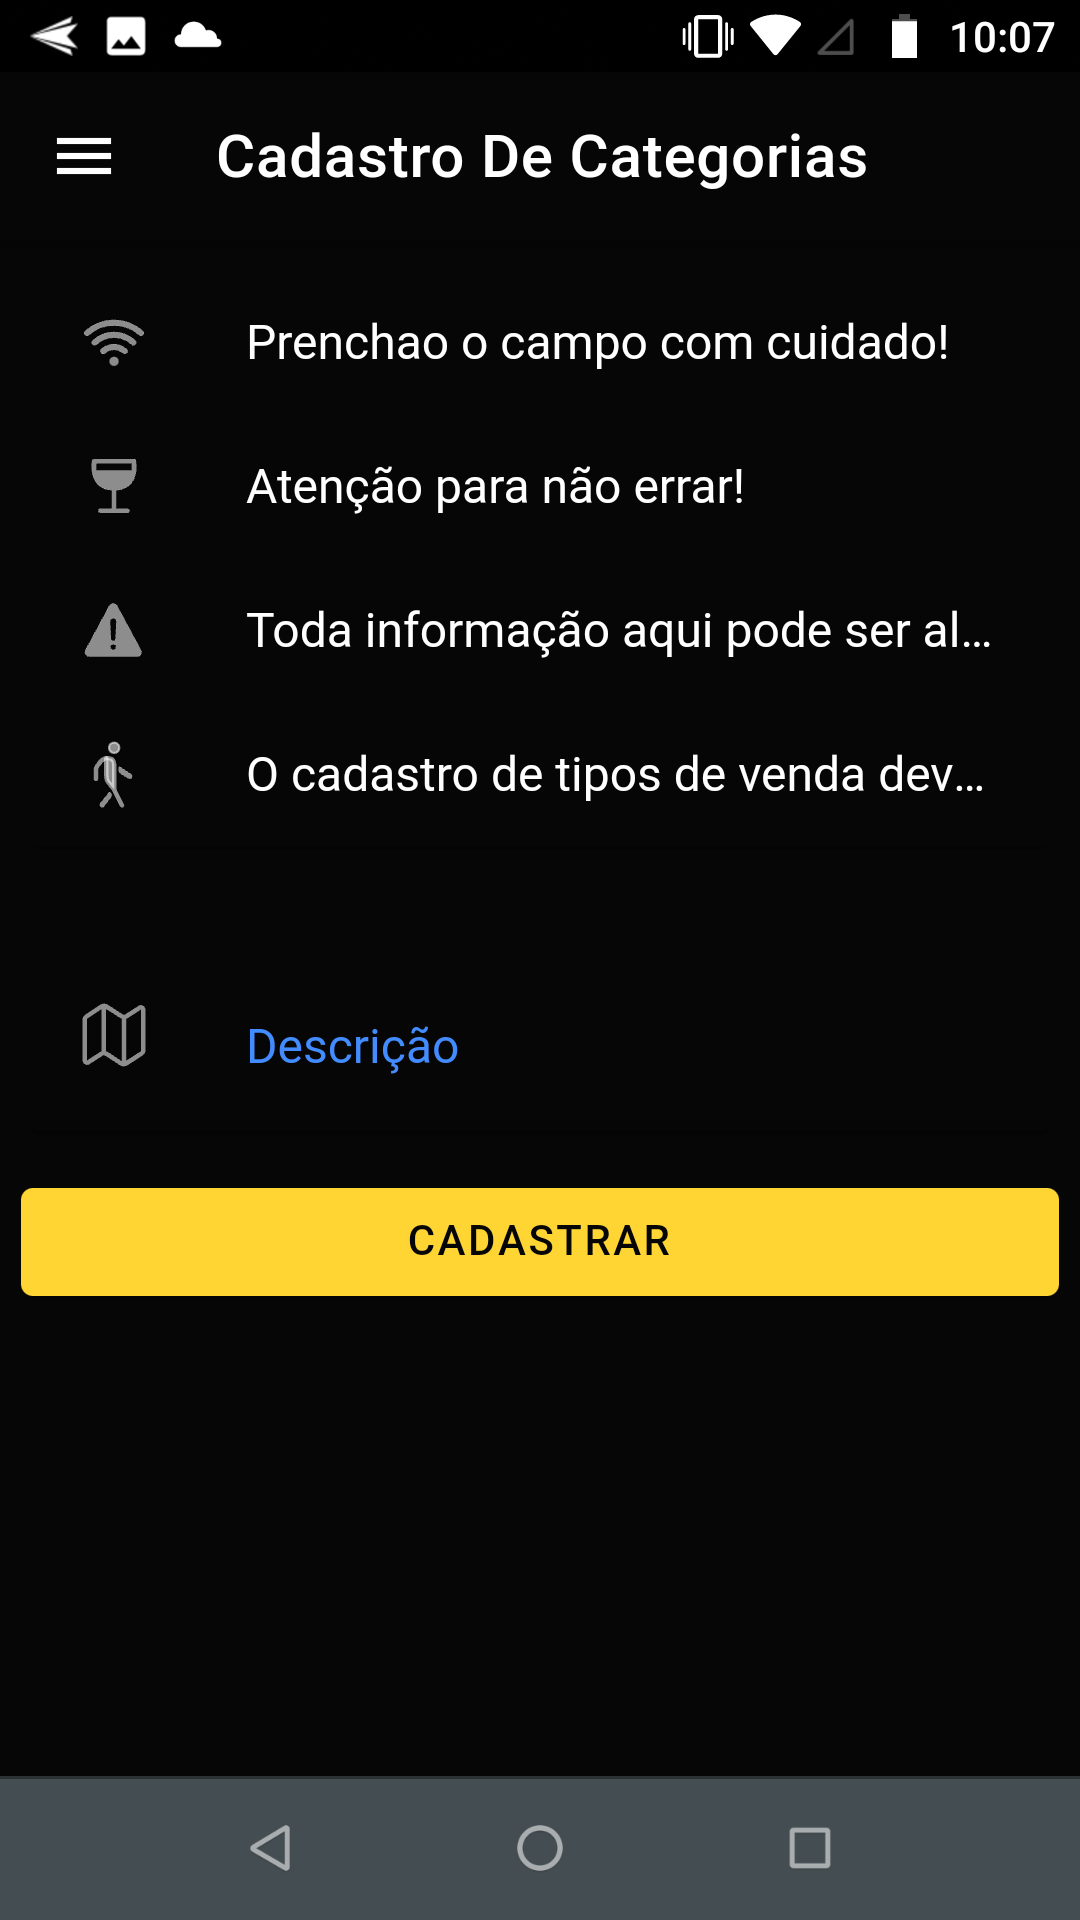 10:07
Cadastro De Categorias
Prenchao o campo com cuidado!
Atenção para não errar!
Toda informação aqui pode ser al...
O cadastro de tipos de venda dev...
Descrição
CADASTRAR